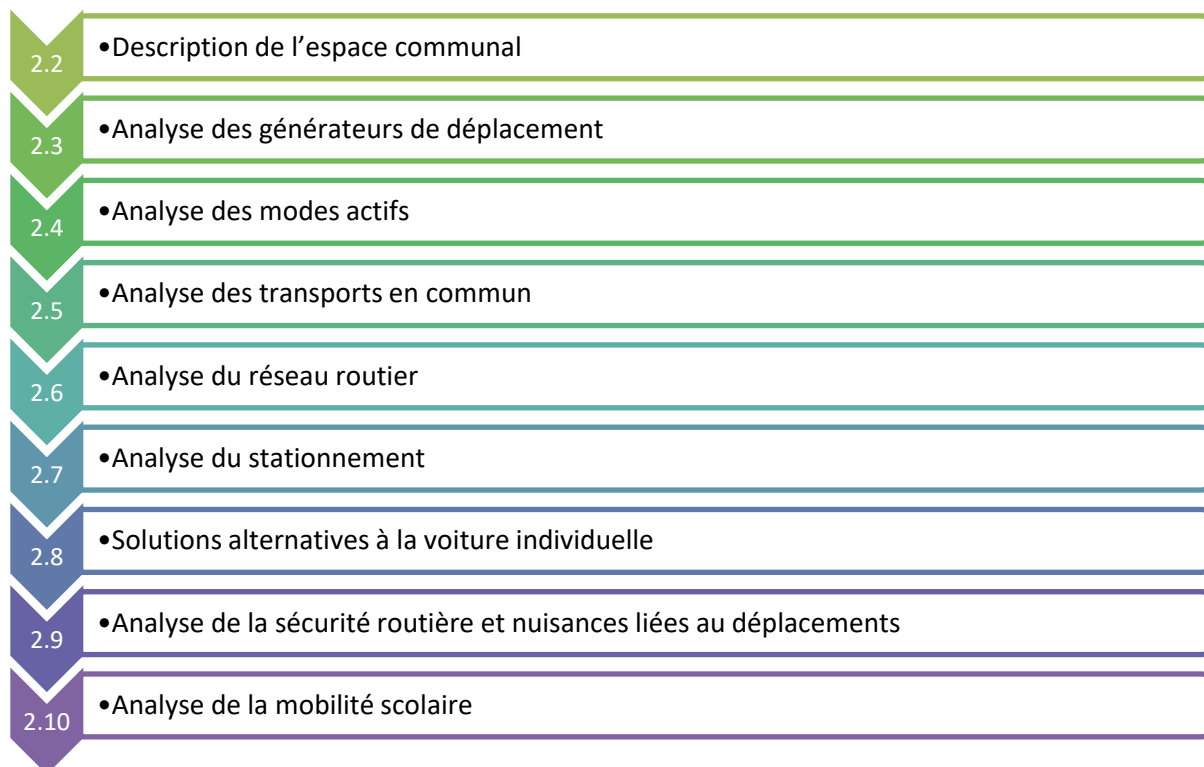 2.2
•Description de l’espace communal
2.3
•Analyse des générateurs de déplacement
2.4
•Analyse des modes actifs
2.5
•Analyse des transports en commun
2.6
•Analyse du réseau routier
2.7
•Analyse du stationnement
2.8
•Solutions alternatives à la voiture individuelle
2.9
•Analyse de la sécurité routière et nuisances liées au déplacements
2.10
•Analyse de la mobilité scolaire